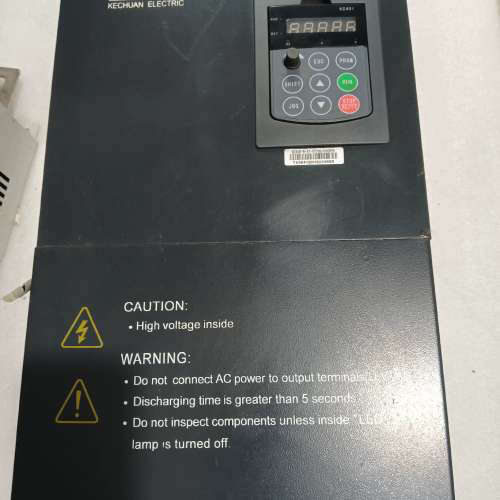 KECHUAN ELECTRIC
ESC
PRGM
SHIFT
RUN
JOG
STOP
RESET
CAUTION:
• High voltage inside
WARNING:
• Do not connect AC power to output terminals
• Discharging time is greater than 5 seconds
• Do not inspect components unless inside
lamp is turned off.